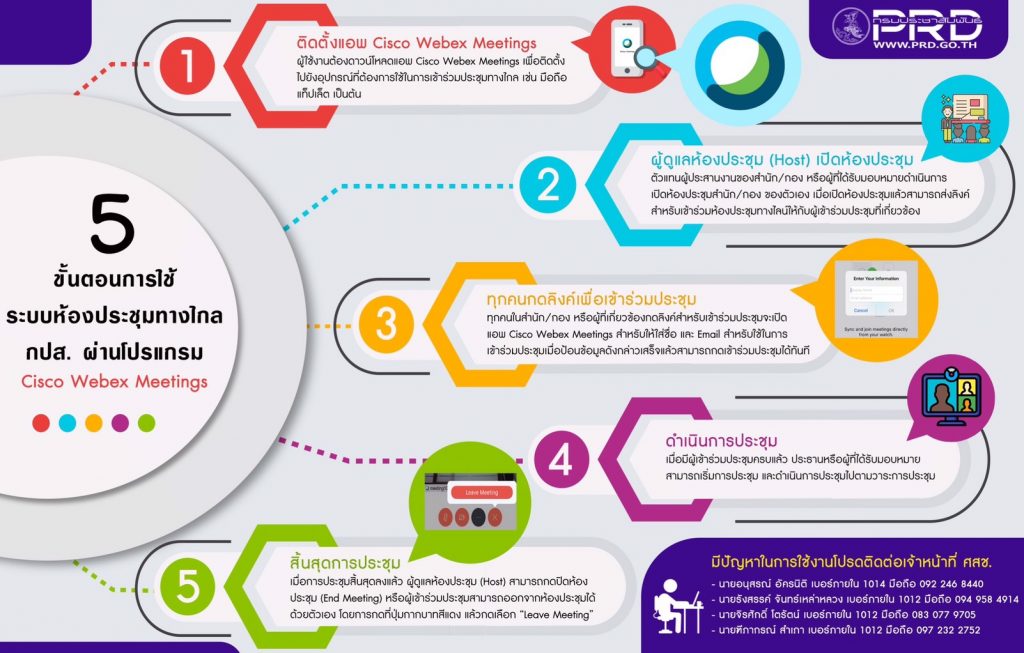 กรมประชาสัมพันธ์
PRD
WWW.PRD.GO.TH
5
ขั้นตอนการใช้
ระบบห้องประชุมทางไกล
กปส. ผ่านโปรแกรม
Cisco Webex Meetings
1
ติดตั้งแอพ Cisco Webex Meetings
ผู้ใช้งานต้องดาวน์โหลดแอพ Cisco Webex Meetings เพื่อติดตั้ง
ไปยังอุปกรณ์ที่ต้องการใช้ในการเข้าร่วมประชุมทางไกล เช่น มือถือ
แท็ปเล็ต เป็นต้น
2
ผู้ดูแลห้องประชุม (Host) เปิดห้องประชุม
ตัวแทนผู้ประสานงานของสำนัก/กอง หรือผู้ที่ได้รับมอบหมายดำเนินการ
เปิดห้องประชุมสำนัก/กอง ของตัวเอง เมื่อเปิดห้องประชุมแล้วสามารถส่งลิงค์
สำหรับเข้าร่วมห้องประชุมทางไลน์ให้กับผู้เข้าร่วมประชุมที่เกี่ยวข้อง
3
ทุกคนกดลิงค์เพื่อเข้าร่วมประชุม
ทุกคนในสำนัก/กอง หรือผู้ที่เกี่ยวข้องกดลิงค์สำหรับเข้าร่วมประชุมจะเปิด
แอพ Cisco Webex Meetings สำหรับให้ใส่ชื่อ และ Email สำหรับใช้ในการ
เข้าร่วมประชุมเมื่อป้อนข้อมูลดังกล่าวเสร็จแล้วสามารถกดเข้าร่วมประชุมได้ทันที
Enter Your Information
Cancel
OK
Sync and join meetings directly
from your watch.
4
ดำเนินการประชุม
เมื่อมีผู้เข้าร่วมประชุมครบแล้ว ประธานหรือผู้ที่ได้รับมอบหมาย
สามารถเริ่มการประชุม และดำเนินการประชุมไปตามวาระการประชุม
Leave Meeting
5
สิ้นสุดการประชุม
เมื่อการประชุมสิ้นสุดลงแล้ว ผู้ดูแลห้องประชุม (Host) สามารถกดปิดห้อง
ประชุม (End Meeting) หรือผู้เข้าร่วมประชุมสามารถออกจากห้องประชุมได้
ด้วยตัวเอง โดยการกดที่ปุ่มกากบาทสีแดง แล้วกดเลือก "Leave Meeting"
มีปัญหาในการใช้งานโปรดติดต่อเจ้าหน้าที่ ศสช.
- นายอนุสรณ์ อัครนิติ เบอร์ภายใน 1014 มือถือ 092 246 8440
- นายรังสรรค์ จันทร์เหล่าหลวง เบอร์ภายใน 1012 มือถือ 094 958 4914
- นายจิรศักดิ์ โตรัตน์ เบอร์ภายใน 1012 มือถือ 083 077 9705
- นายทีภากรณ์ สำเภา เบอร์ภายใน 1012 มือถือ 097 232 2752